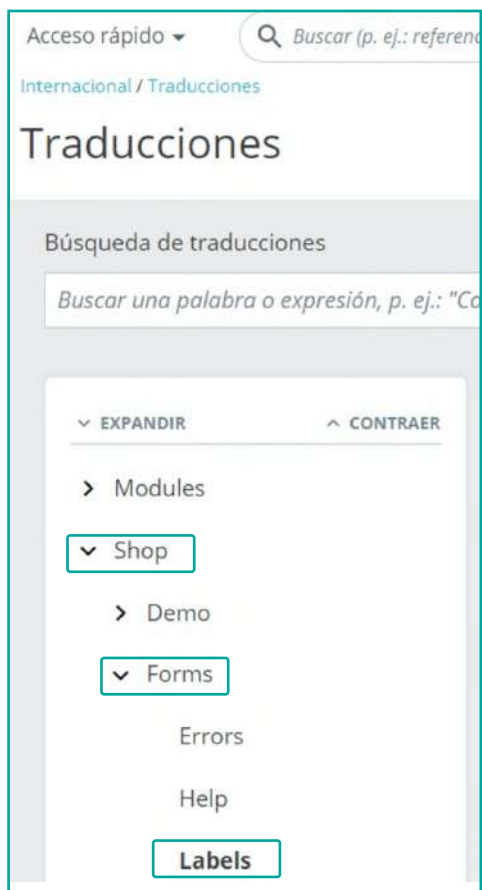 Acceso rápido
Buscar (p. ej.: referenc
Internacional / Traducciones
Traducciones
Búsqueda de traducciones
Buscar una palabra o expresión, p. ej.: "Co
EXPANDIR CONTRAER
Modules
Shop
Demo
Forms
Errors
Help
Labels